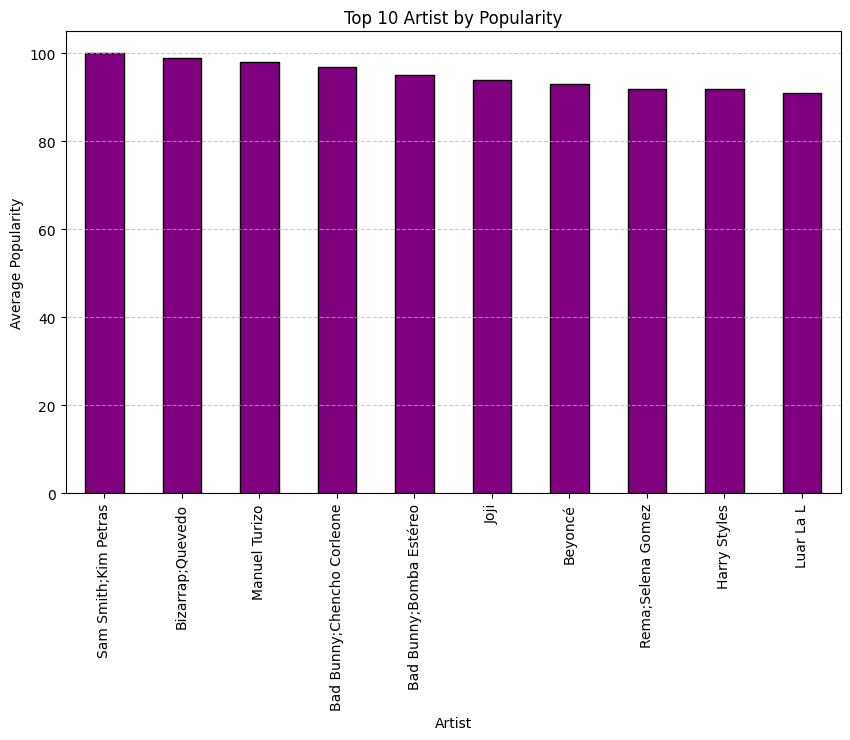 Top 10 Artist by Popularity
Average Popularity
100
80
60
40
20
0
Sam Smith;Kim Petras
Bizarrap;Quevedo
Manuel Turizo
Bad Bunny;Chencho Corleone
Bad Bunny;Bomba Estéreo
Joji
Beyoncé
Rema;Selena Gomez
Harry Styles
Luar La L
Artist